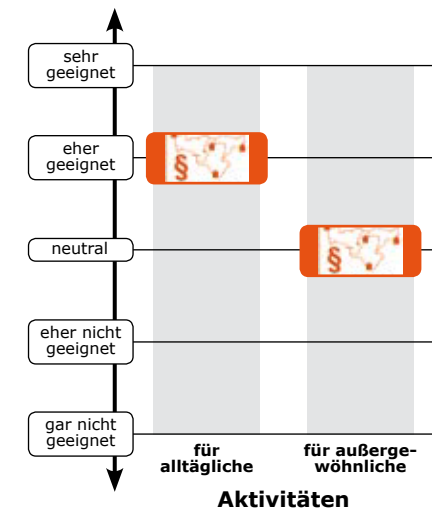 sehr
geeignet
eher
geeignet
§
neutral
§
eher nicht
geeignet
gar nicht
geeignet
für
alltägliche
für außerge-
wöhnliche
Aktivitäten